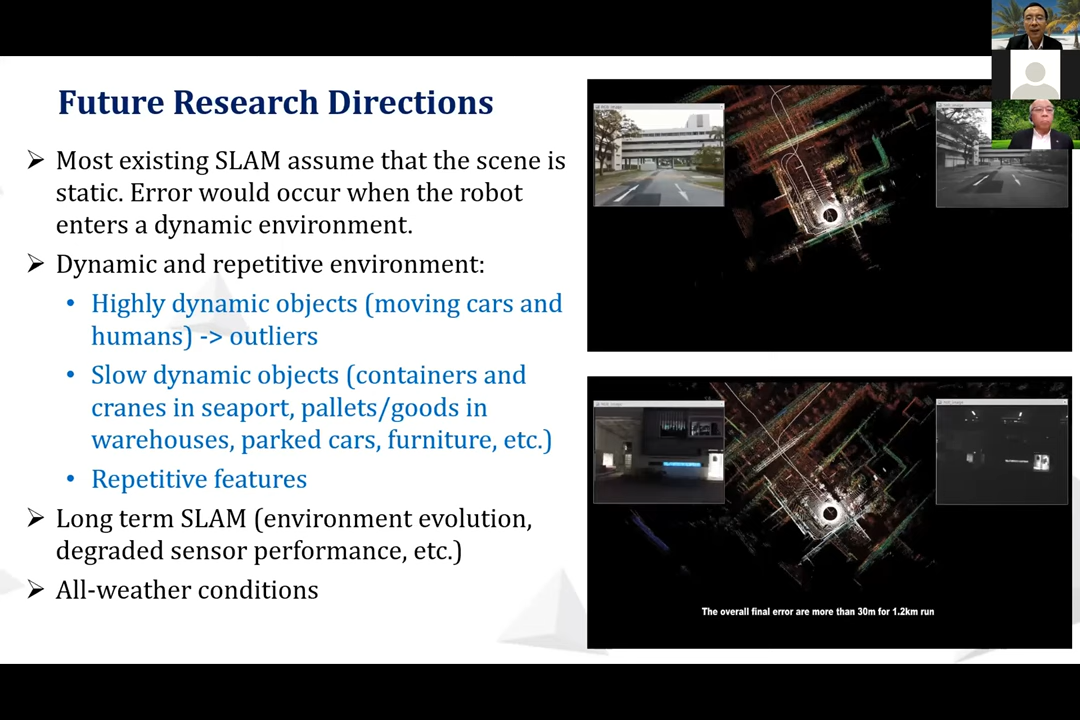 Future Research Directions
➢ Most existing SLAM assume that the scene is
static. Error would occur when the robot
enters a dynamic environment.
➢ Dynamic and repetitive environment:
• Highly dynamic objects (moving cars and
humans) -> outliers
• Slow dynamic objects (containers and
cranes in seaport, pallets/goods in
warehouses, parked cars, furniture, etc.)
• Repetitive features
➢ Long term SLAM (environment evolution,
degraded sensor performance, etc.)
➢ All-weather conditions
The overall final error are more than 30m for 1.2km run